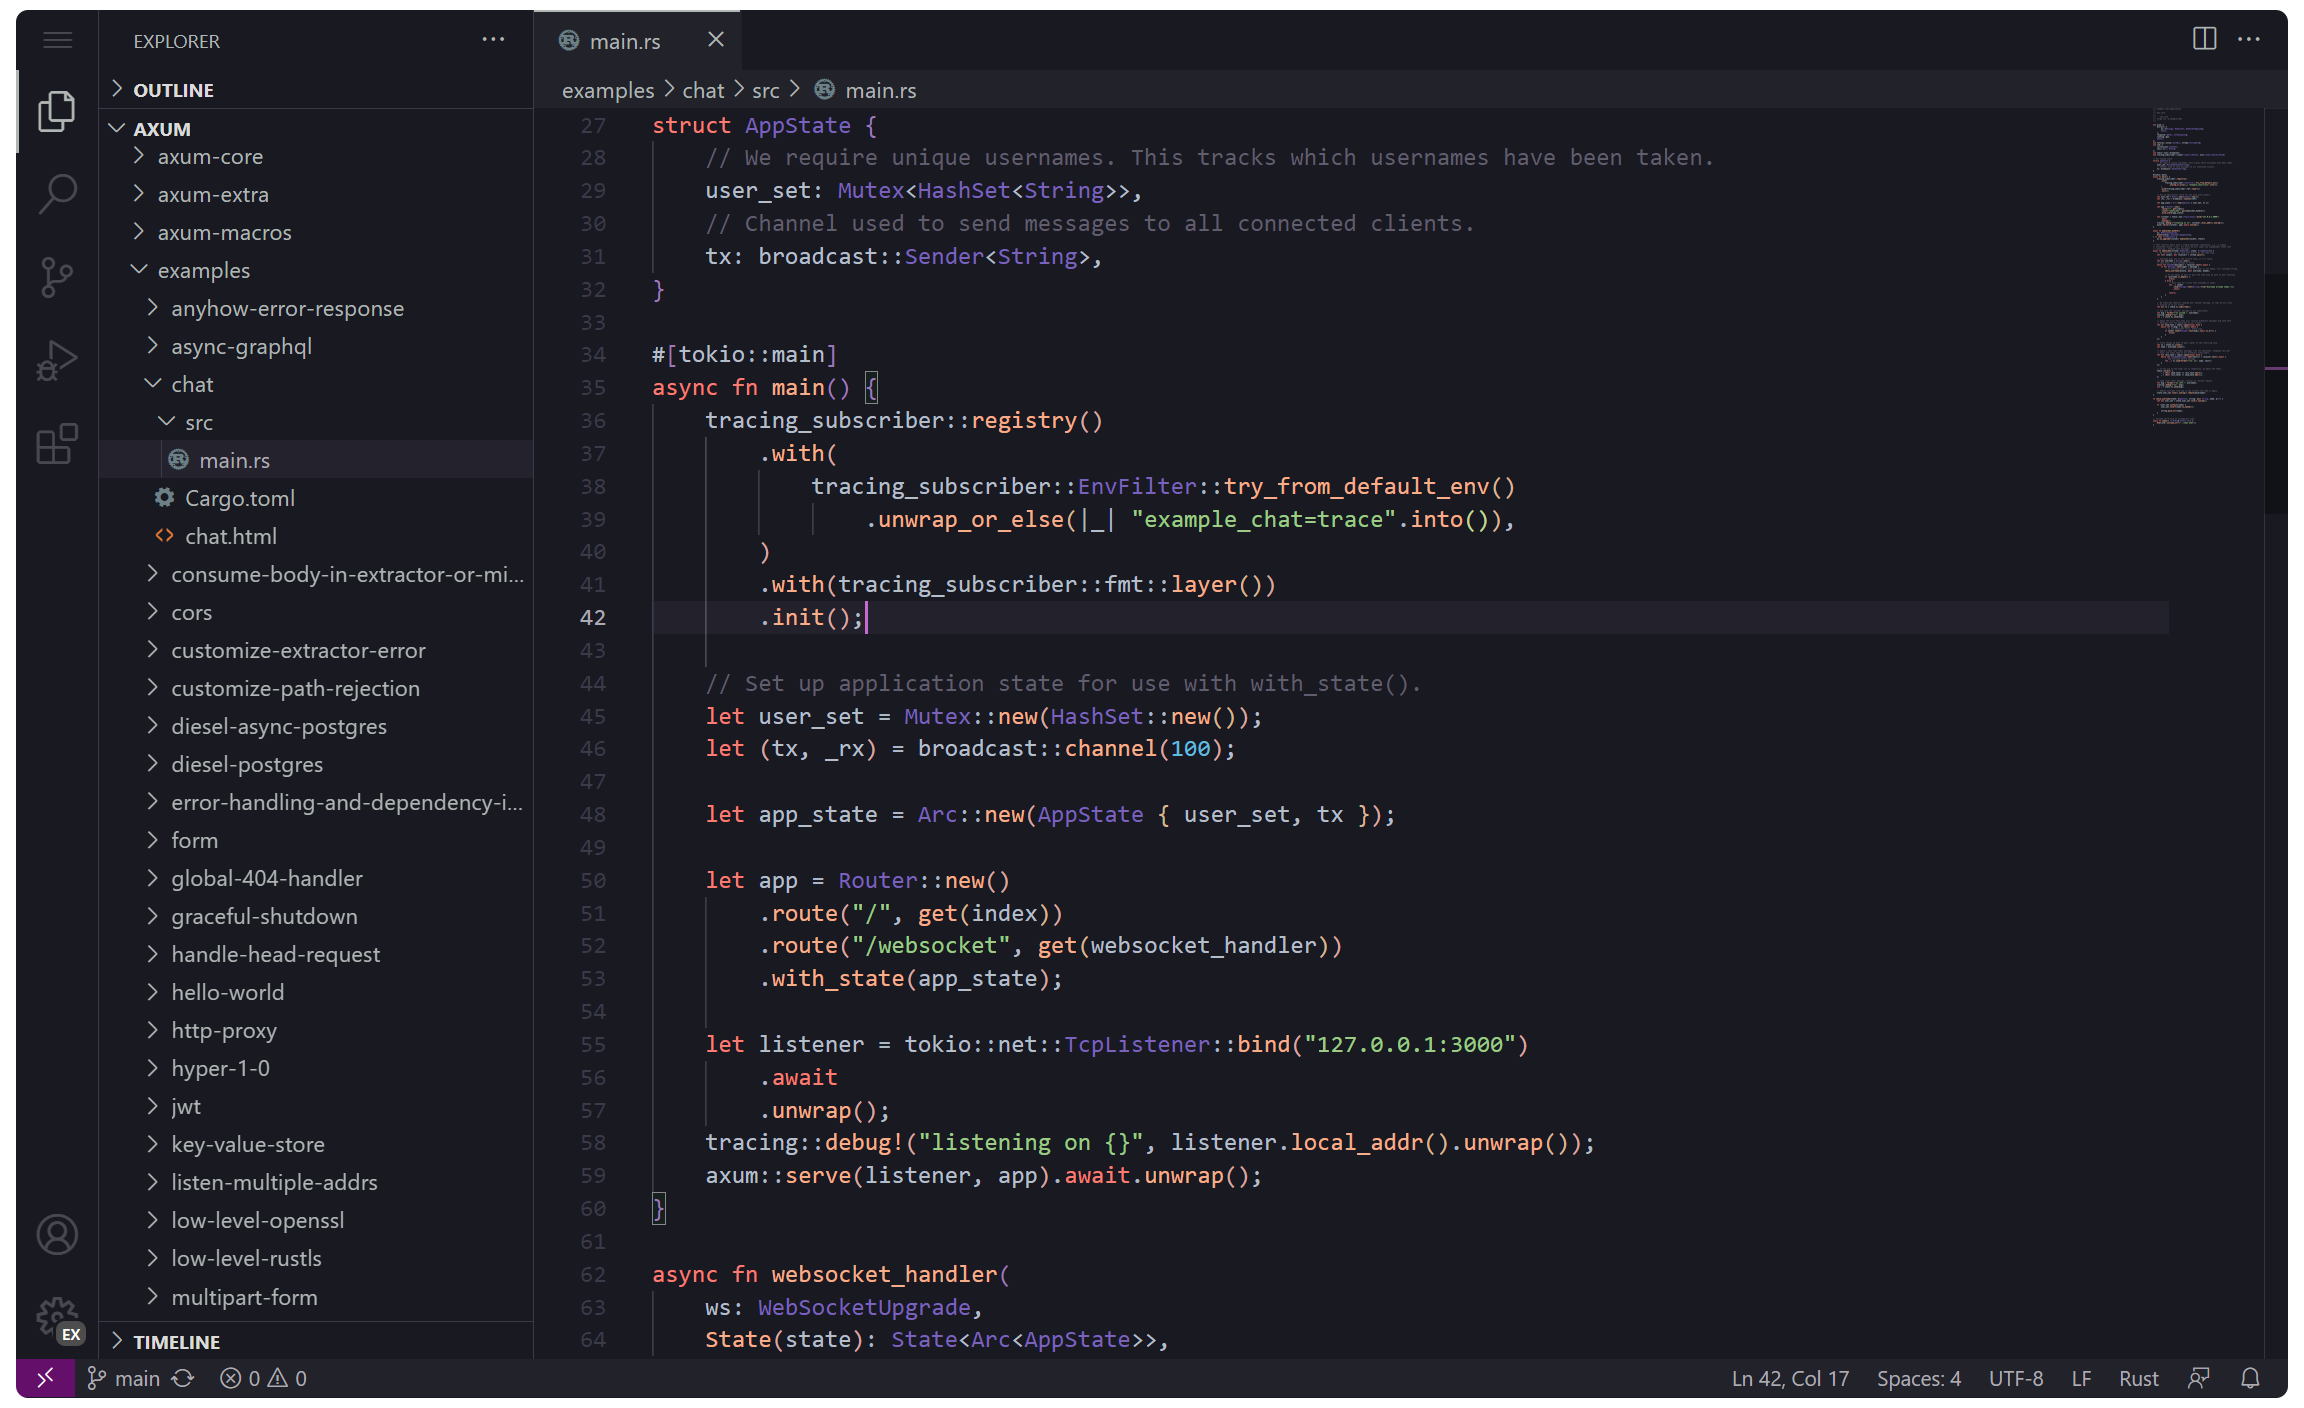 EXPLORER
OUTLINE
AXUM
axum-core
axum-extra
axum-macros
examples
anyhow-error-response
async-graphql
chat
src
main.rs
Cargo.toml
chat.html
consume-body-in-extractor-or-mi...
cors
customize-extractor-error
customize-path-rejection
diesel-async-postgres
diesel-postgres
error-handling-and-dependency-i...
form
global-404-handler
graceful-shutdown
handle-head-request
hello-world
http-proxy
hyper-1-0
jwt
key-value-store
listen-multiple-addrs
low-level-openssl
low-level-rustls
multipart-form
TIMELINE
EX
main.rs
examples > chat > src > main.rs
27 struct AppState {
28     // We require unique usernames. This tracks which usernames have been taken.
29     user_set: Mutex<HashSet<String>>,
30     // Channel used to send messages to all connected clients.
31     tx: broadcast::Sender<String>,
32 }
33
34 #[tokio::main]
35 async fn main() {
36     tracing_subscriber::registry()
37         .with(
38             tracing_subscriber::EnvFilter::try_from_default_env()
39                 .unwrap_or_else(|_| "example_chat=trace".into()),
40         )
41         .with(tracing_subscriber::fmt::layer())
42         .init();
43
44     // Set up application state for use with with_state().
45     let user_set = Mutex::new(HashSet::new());
46     let (tx, _rx) = broadcast::channel(100);
47
48     let app_state = Arc::new(AppState { user_set, tx });
49
50     let app = Router::new()
51         .route("/", get(index))
52         .route("/websocket", get(websocket_handler))
53         .with_state(app_state);
54
55     let listener = tokio::net::TcpListener::bind("127.0.0.1:3000")
56         .await
57         .unwrap();
58     tracing::debug!("listening on {}", listener.local_addr().unwrap());
59     axum::serve(listener, app).await.unwrap();
60 }
61
62 async fn websocket_handler(
63     ws: WebSocketUpgrade,
64     State(state): State<Arc<AppState>>,
main 0 0 Ln 42, Col 17 Spaces: 4 UTF-8 LF Rust